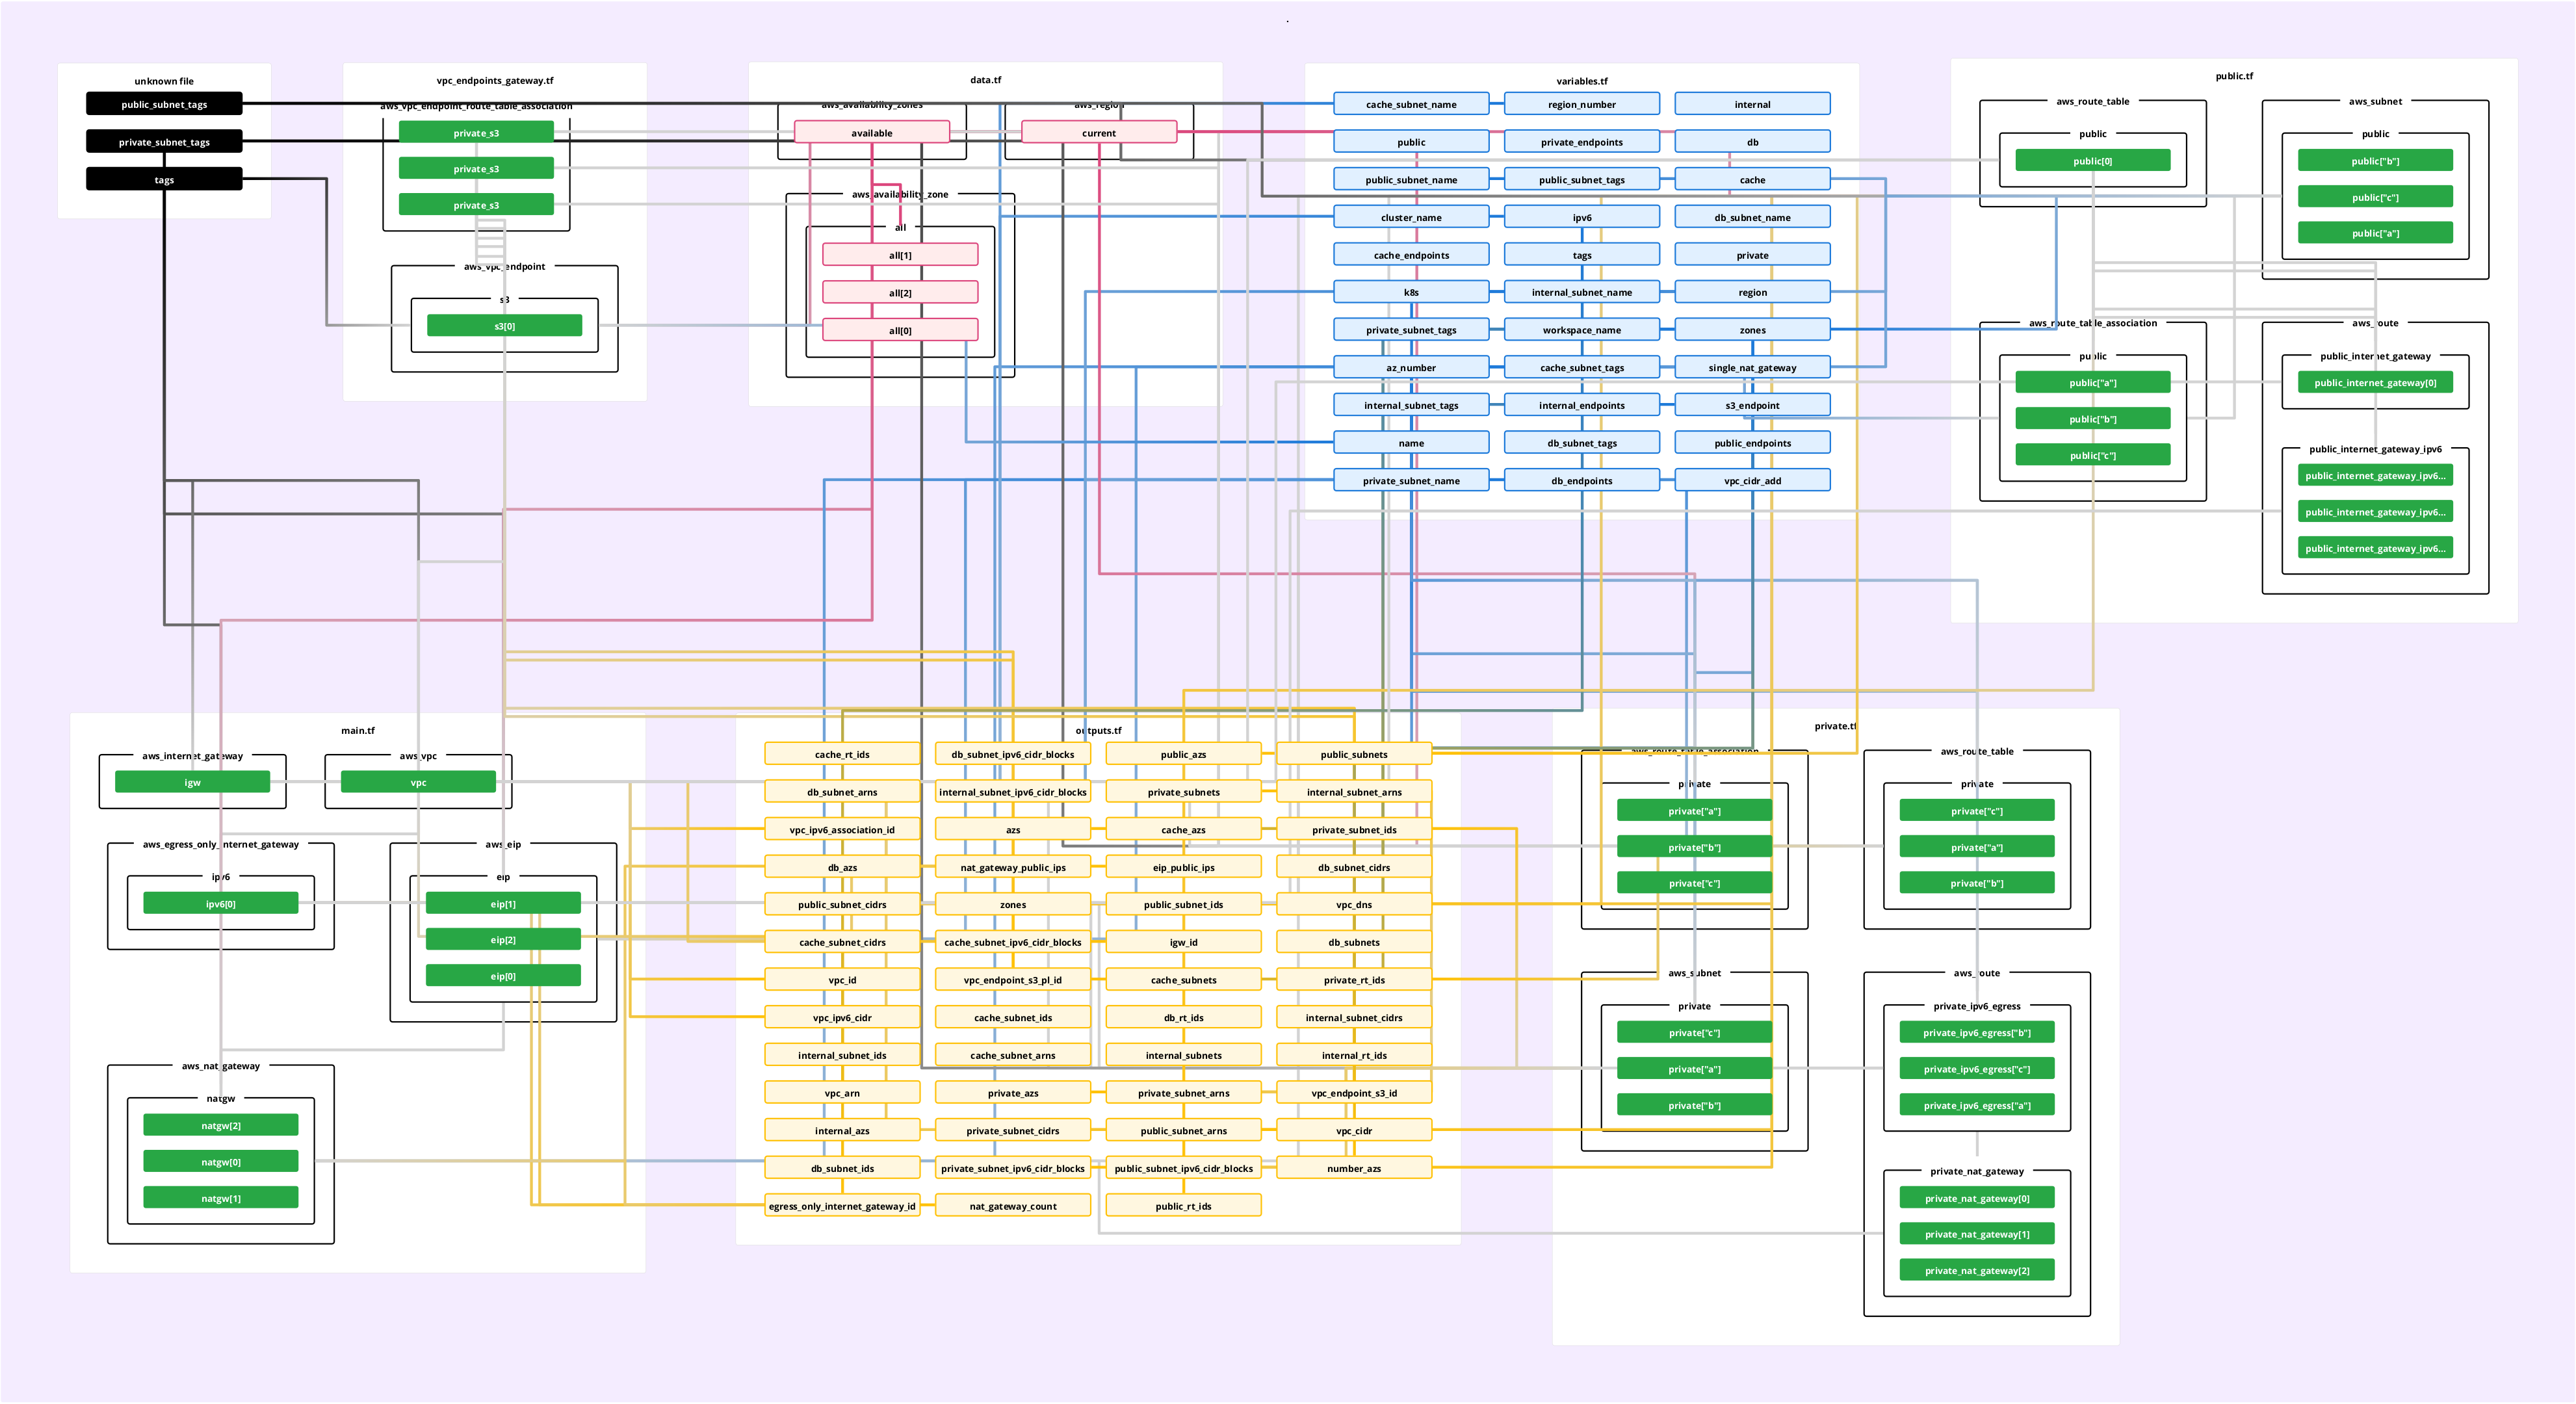 .
unknown file
public_subnet_tags
private_subnet_tags
tags
vpc_endpoints_gateway.tf
aws_vpc_endpoint_route_table_association
private_s3
private_s3
private_s3
aws_vpc_endpoint
s3
s3[0]
data.tf
aws_availability_zones
available
aws_region
current
aws_availability_zone
all
all[1]
all[2]
all[0]
variables.tf
cache_subnet_name region_number internal
public private_endpoints db
public_subnet_name public_subnet_tags cache
cluster_name ipv6 db_subnet_name
cache_endpoints tags private
k8s internal_subnet_name region
private_subnet_tags workspace_name zones
az_number cache_subnet_tags single_nat_gateway
internal_subnet_tags internal_endpoints s3_endpoint
name db_subnet_tags public_endpoints
private_subnet_name db_endpoints vpc_cidr_add
public.tf
aws_route_table
public
public[0]
aws_subnet
public
public["b"]
public["c"]
public["a"]
aws_route_table_association
public
public["a"]
public["b"]
public["c"]
aws_route
public_internet_gateway
public_internet_gateway[0]
public_internet_gateway_ipv6
public_internet_gateway_ipv6...
public_internet_gateway_ipv6...
public_internet_gateway_ipv6...
main.tf
aws_internet_gateway
igw
aws_vpc
vpc
aws_egress_only_internet_gateway
ipv6
ipv6[0]
aws_eip
eip
eip[1]
eip[2]
eip[0]
aws_nat_gateway
natgw
natgw[2]
natgw[0]
natgw[1]
outputs.tf
cache_rt_ids db_subnet_ipv6_cidr_blocks public_azs public_subnets
db_subnet_arns internal_subnet_ipv6_cidr_blocks private_subnets internal_subnet_arns
vpc_ipv6_association_id azs cache_azs private_subnet_ids
db_azs nat_gateway_public_ips eip_public_ips db_subnet_cidrs
public_subnet_cidrs zones public_subnet_ids vpc_dns
cache_subnet_cidrs cache_subnet_ipv6_cidr_blocks igw_id db_subnets
vpc_id vpc_endpoint_s3_pl_id cache_subnets private_rt_ids
vpc_ipv6_cidr cache_subnet_ids db_rt_ids internal_subnet_cidrs
internal_subnet_ids cache_subnet_arns internal_subnets internal_rt_ids
vpc_arn private_azs private_subnet_arns vpc_endpoint_s3_id
internal_azs private_subnet_cidrs public_subnet_arns vpc_cidr
db_subnet_ids private_subnet_ipv6_cidr_blocks public_subnet_ipv6_cidr_blocks number_azs
egress_only_internet_gateway_id nat_gateway_count public_rt_ids
private.tf
aws_route_table_association
private
private["a"]
private["b"]
private["c"]
aws_route_table
private
private["c"]
private["a"]
private["b"]
aws_subnet
private
private["c"]
private["a"]
private["b"]
aws_route
private_ipv6_egress
private_ipv6_egress["b"]
private_ipv6_egress["c"]
private_ipv6_egress["a"]
private_nat_gateway
private_nat_gateway[0]
private_nat_gateway[1]
private_nat_gateway[2]